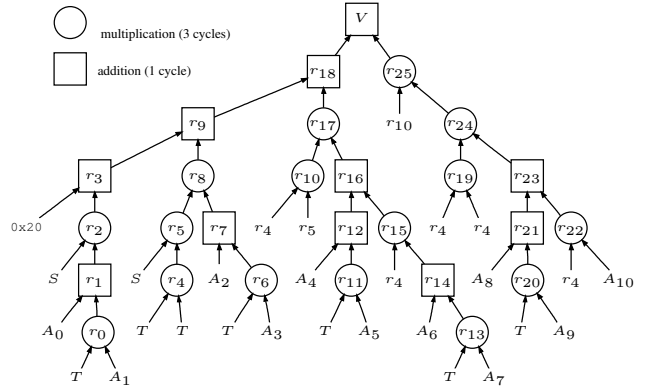 V
multiplication (3 cycles)
addition (1 cycle)
r18 r25
r9 r17 r10 r24
r3 r8 r10 r16 r19 r23
0x20 r2 r5 r7 r4 r5 r12 r15 r4 r4 r21 r22
S r1 S r4 A2 r6 A4 r11 r4 r14 A8 r20 r4 A10
A0 r0 T T T A3 T A5 A6 r13 T A9
T A1 T A7